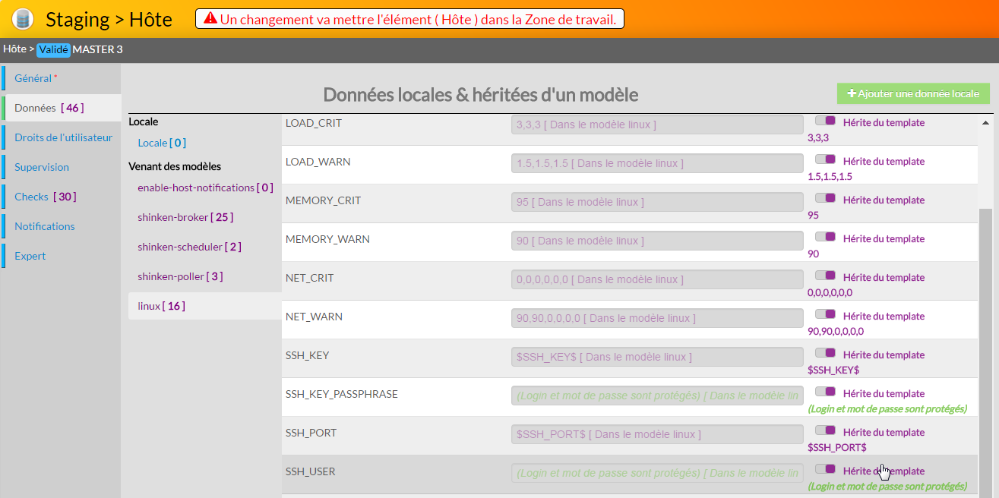 Staging > Hôte
Un changement va mettre l'élément ( Hôte ) dans la Zone de travail.
Hôte > Validé MASTER 3
Général *
Données [ 46 ]
Droits de l'utilisateur
Supervision
Checks [ 30 ]
Notifications
Expert
Données locales & héritées d'un modèle
+ Ajouter une donnée locale
Locale
Locale [ 0 ]
Venant des modèles
enable-host-notifications [ 0 ]
shinken-broker [ 25 ]
shinken-scheduler [ 2 ]
shinken-poller [ 3 ]
linux [ 16 ]
LOAD_CRIT 3,3,3 [ Dans le modèle linux ] Hérite du template
3,3,3
LOAD_WARN 1.5,1.5,1.5 [ Dans le modèle linux ] Hérite du template
1.5,1.5,1.5
MEMORY_CRIT 95 [ Dans le modèle linux ] Hérite du template
95
MEMORY_WARN 90 [ Dans le modèle linux ] Hérite du template
90
NET_CRIT 0,0,0,0,0,0 [ Dans le modèle linux ] Hérite du template
0,0,0,0,0,0
NET_WARN 90,90,0,0,0,0 [ Dans le modèle linux ] Hérite du template
90,90,0,0,0,0
SSH_KEY $SSH_KEY$ [ Dans le modèle linux ] Hérite du template
$SSH_KEY$
SSH_KEY_PASSPHRASE (Login et mot de passe sont protégés) [ Dans le modèle lin Hérite du template
(Login et mot de passe sont protégés)
SSH_PORT $SSH_PORT$ [ Dans le modèle linux ] Hérite du template
$SSH_PORT$
SSH_USER (Login et mot de passe sont protégés) [ Dans le modèle lin Hérite du template
(Login et mot de passe sont protégés)